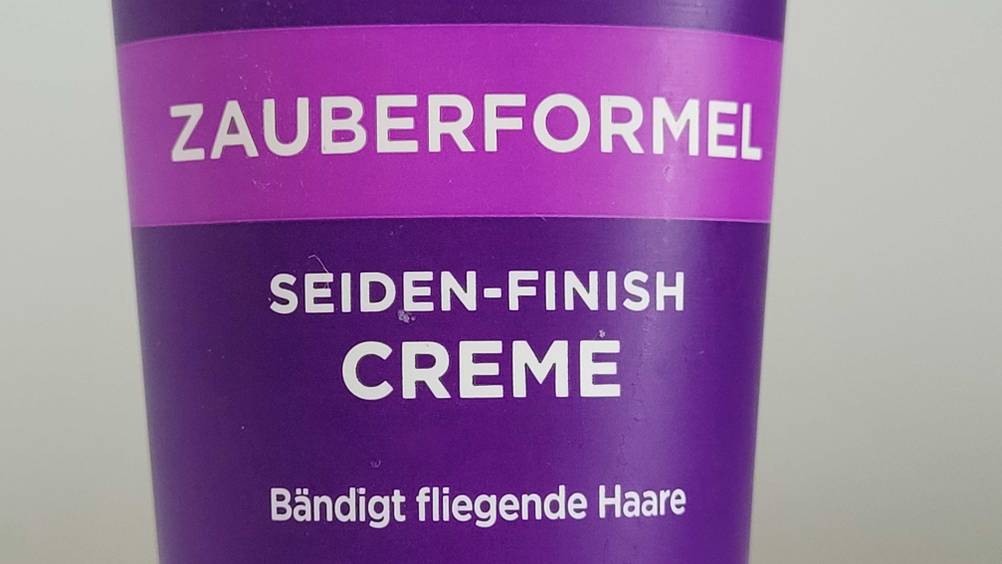 ZAUBERFORMEL
SEIDEN-FINISH
CREME
Bändigt fliegende Haare